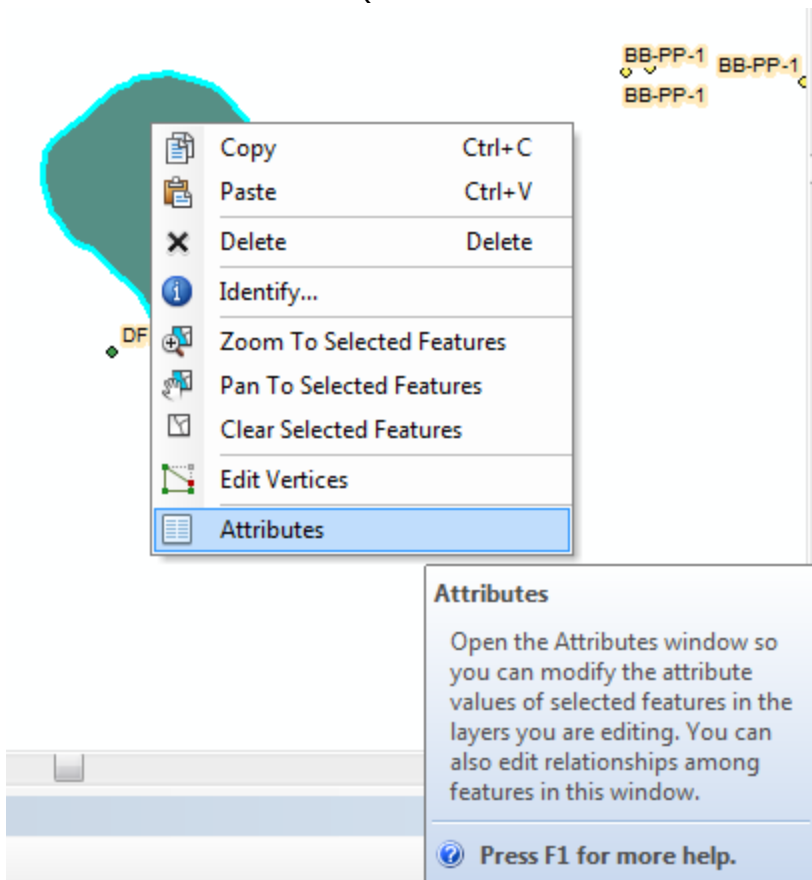 BB-PP-1
BB-PP-1
BB-PP-1
Copy Ctrl+C
Paste Ctrl+V
Delete Delete
Identify...
DF
Zoom To Selected Features
Pan To Selected Features
Clear Selected Features
Edit Vertices
Attributes
Attributes
Open the Attributes window so
you can modify the attribute
values of selected features in the
layers you are editing. You can
also edit relationships among
features in this window.
Press F1 for more help.